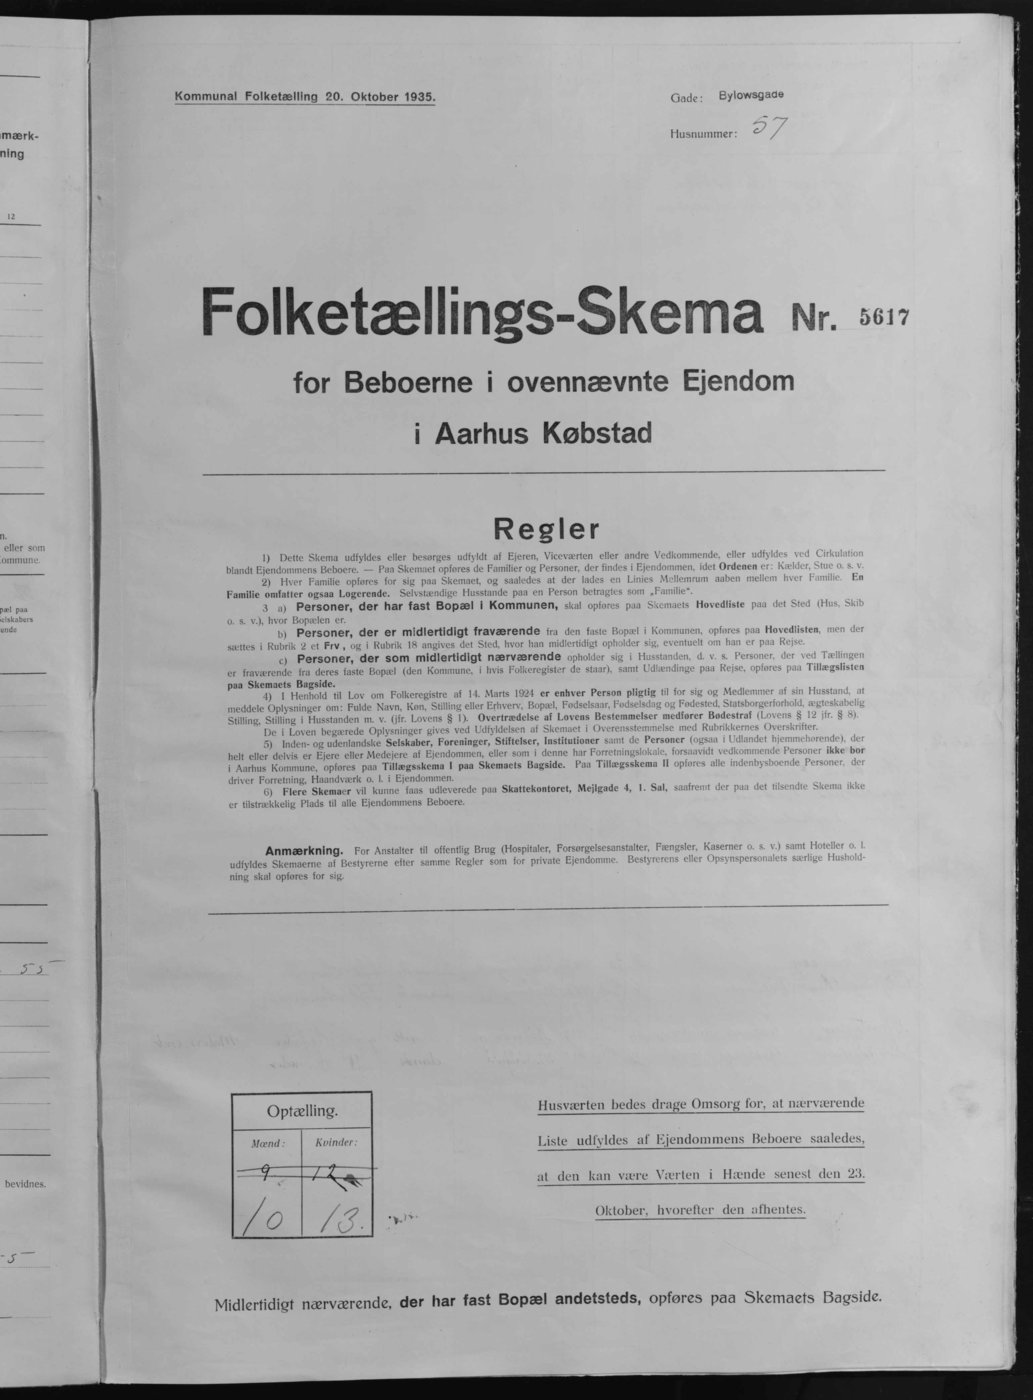 mærk-
ning
12
n.
eller som
Kommune.
pæl paa
Selskabers
ende
55 —
bevidnes.
-5 —
Kommunal Folketælling 20. Oktober 1935.
Gade: Bylowsgade
Husnummer: 57
Folketællings-Skema Nr. 5617
for Beboerne i ovennævnte Ejendom
i Aarhus Købstad
Regler
1) Dette Skema udfyldes eller besørges udfyldt af Ejeren, Viceværten eller andre Vedkommende, eller udfyldes ved Cirkulation
blandt Ejendommens Beboere. — Paa Skemaet opføres de Familier og Personer, der findes i Ejendommen, idet Ordenen er: Kælder, Stue o. s. v.
2) Hver Familie opføres for sig paa Skemaet, og saaledes at der lades en Linies Mellemrum aaben mellem hver Familie. En
Familie omfatter ogsaa Logerende. Selvstændige Husstande paa en Person betragtes som „Familie“.
3 a) Personer, der har fast Bopæl i Kommunen, skal opføres paa Skemaets Hovedliste paa det Sted (Hus, Skib
o. s. v.), hvor Bopælen er.
b) Personer, der er midlertidigt fraværende fra den faste Bopæl i Kommunen, opføres paa Hovedlisten, men der
sættes i Rubrik 2 et Frv, og i Rubrik 18 angives det Sted, hvor han midlertidigt opholder sig, eventuelt om han er paa Rejse.
c) Personer, der som midlertidigt nærværende opholder sig i Husstanden, d. v. s. Personer, der ved Tællingen
er fraværende fra deres faste Bopæl (den Kommune, i hvis Folkeregister de staar), samt Udlændinge paa Rejse, opføres paa Tillægslisten
paa Skemaets Bagside.
4) I Henhold til Lov om Folkeregistre af 14. Marts 1924 er enhver Person pligtig til for sig og Medlemmer af sin Husstand, at
meddele Oplysninger om: Fulde Navn, Køn, Stilling eller Erhverv, Bopæl, Fødselsaar, Fødselsdag og Fødested, Statsborgerforhold, ægteskabelig
Stilling, Stilling i Husstanden m. v. (jfr. Lovens § 1). Overtrædelse af Lovens Bestemmelser medfører Bødestraf (Lovens § 12 jfr. § 8).
De i Loven begærede Oplysninger gives ved Udfyldelsen af Skemaet i Overensstemmelse med Rubrikkernes Overskrifter.
5) Inden- og udenlandske Selskaber, Foreninger, Stiftelser, Institutioner samt de Personer (ogsaa i Udlandet hjemmehørende), der
helt eller delvis er Ejere eller Medejere af Ejendommen, eller som i denne har Forretningslokale, forsaavidt vedkommende Personer ikke bor
i Aarhus Kommune, opføres paa Tillægsskema I paa Skemaets Bagside. Paa Tillægsskema II opføres alle indenbysboende Personer, der
driver Forretning, Haandværk o. l. i Ejendommen.
6) Flere Skemaer vil kunne faas udleverede paa Skattekontoret, Mejlgade 4, 1. Sal, saafremt der paa det tilsendte Skema ikke
er tilstrækkelig Plads til alle Ejendommens Beboere.
Anmærkning. For Anstalter til offentlig Brug (Hospitaler, Forsørgelsesanstalter, Fængsler, Kaserner o. s. v.) samt Hoteller o. l.
udfyldes Skemaerne af Bestyrerne efter samme Regler som for private Ejendomme. Bestyrerens eller Opsynspersonalets særlige Hushold-
ning skal opføres for sig.
Optælling.
Mænd: Kvinder:
9 12
10 13.
Husværten bedes drage Omsorg for, at nærværende
Liste udfyldes af Ejendommens Beboere saaledes,
at den kan være Værten i Hænde senest den 23.
Oktober, hvorefter den afhentes.
Midlertidigt nærværende, der har fast Bopæl andetsteds, opføres paa Skemaets Bagside.